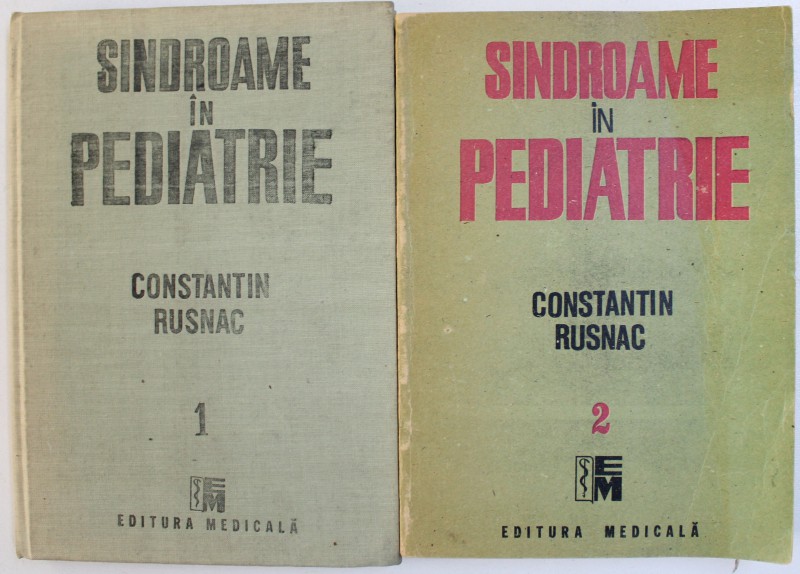 SINDROAME
ÎN
PEDIATRIE
CONSTANTIN
RUSNAC
1
EM
EDITURA MEDICALĂ
SINDROAME
ÎN
PEDIATRIE
CONSTANTIN
RUSNAC
2
EM
EDITURA MEDICALĂ